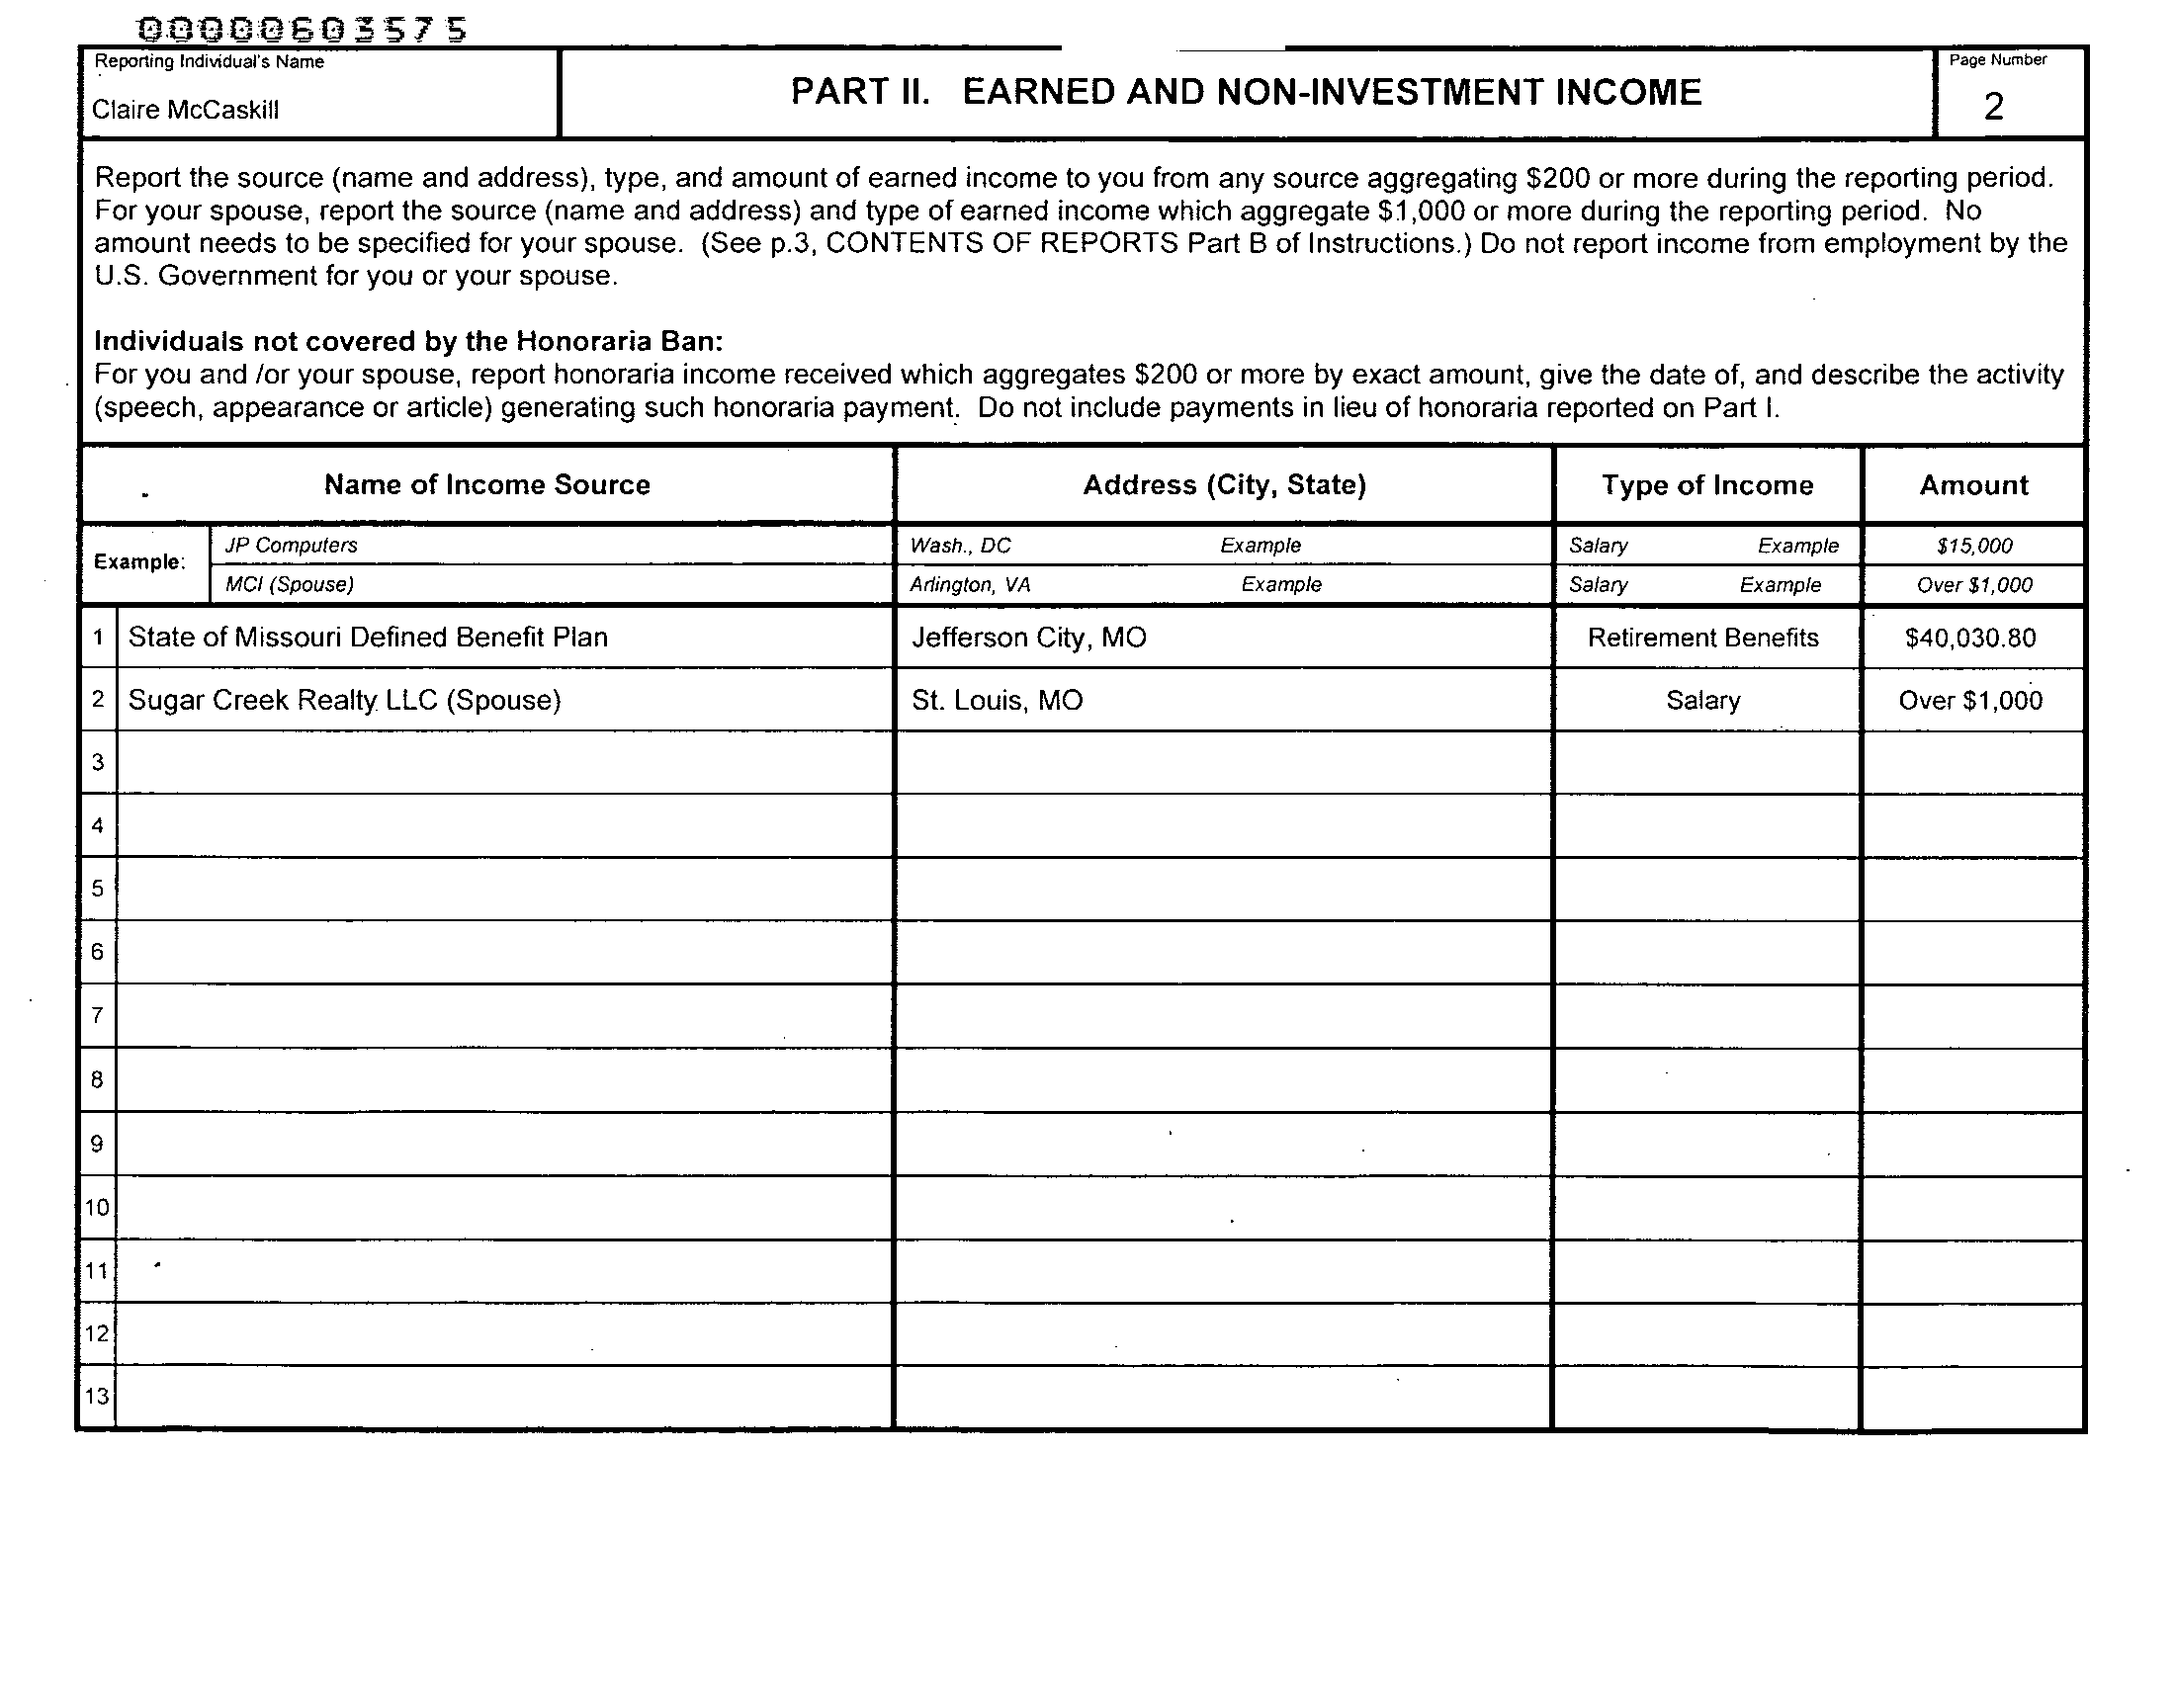 00000603575
Reporting Individual's Name
Claire McCaskill
PART II. EARNED AND NON-INVESTMENT INCOME
Page Number
2
Report the source (name and address), type, and amount of earned income to you from any source aggregating $200 or more during the reporting period.
For your spouse, report the source (name and address) and type of earned income which aggregate $1,000 or more during the reporting period. No
amount needs to be specified for your spouse. (See p.3, CONTENTS OF REPORTS Part B of Instructions.) Do not report income from employment by the
U.S. Government for you or your spouse.
Individuals not covered by the Honoraria Ban:
For you and /or your spouse, report honoraria income received which aggregates $200 or more by exact amount, give the date of, and describe the activity
(speech, appearance or article) generating such honoraria payment. Do not include payments in lieu of honoraria reported on Part I.
Name of Income Source Address (City, State) Type of Income Amount
Example: JP Computers Wash., DC Example Salary Example $15,000
MCI (Spouse) Arlington, VA Example Salary Example Over $1,000
1 State of Missouri Defined Benefit Plan Jefferson City, MO Retirement Benefits $40,030.80
2 Sugar Creek Realty LLC (Spouse) St. Louis, MO Salary Over $1,000
3
4
5
6
7
8
9
10
11
12
13